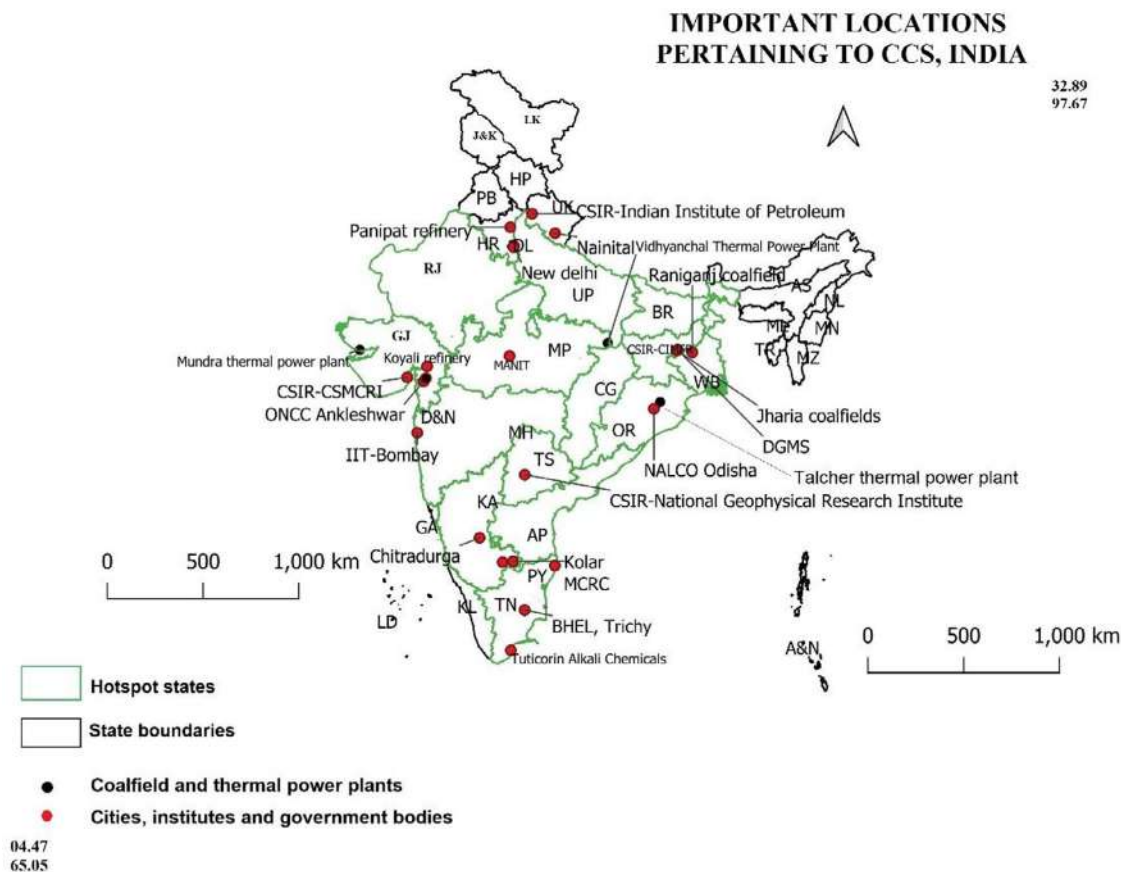 IMPORTANT LOCATIONS
PERTAINING TO CCS, INDIA
32.89
97.67
LK
J&K
HP
PB
UK
CSIR-Indian Institute of Petroleum
Panipat refinery
HR
DL
Nainital
Vidhyanchal Thermal Power Plant
New delhi
Raniganj coalfield
RJ
UP
AS
NL
BR
MN
GJ
MP
CSIR-CIMFR
MZ
Mundra thermal power plant
Koyali refinery
MANIT
CSIR-CSMCRI
WB
CG
Jharia coalfields
ONCC Ankleshwar
D&N
DGMS
OR
MH
IIT-Bombay
TS
NALCO Odisha
Talcher thermal power plant
CSIR-National Geophysical Research Institute
KA
GA
AP
Chitradurga
Kolar
0 500 1,000 km
PY
MCRC
KL
TN
LD
BHEL, Trichy
0 500 1,000 km
A&N
Tuticorin Alkali Chemicals
Hotspot states
State boundaries
Coalfield and thermal power plants
Cities, institutes and government bodies
04.47
65.05